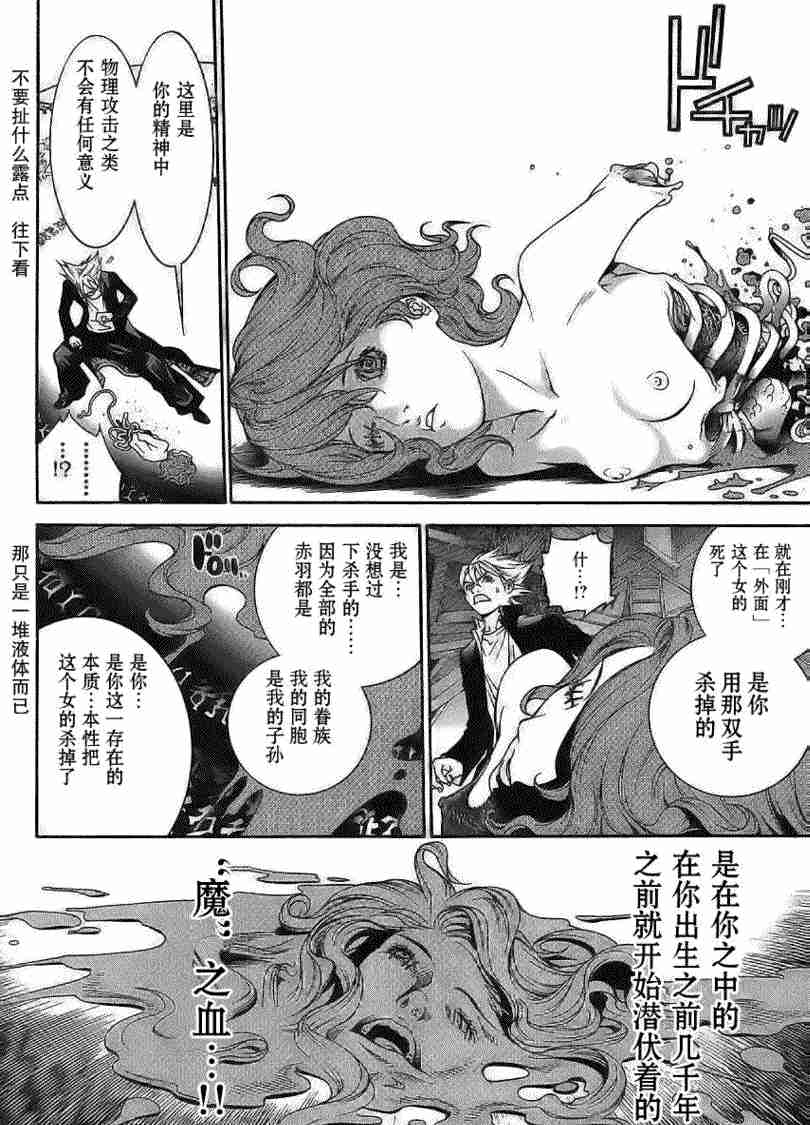 ドチャッ
这里是
你的精神中
物理攻击之类
不会有任何意义
………
!?
不要扯什么露点 往下看
就在刚才…
在「外面」
这个女的
死了
是你
用那双手
杀掉的
什…!?
我是…
没想过
下杀手的……
因为全部的
赤羽都是
我的眷族
我的同胞
是我的子孙
ドロッ
是你…
是你这一存在的
本质…本性把
这个女的杀掉了
那只是一堆液体而已
是在你之中的
在你出生之前几千年
之前就开始潜伏着的
…魔…之血…!!